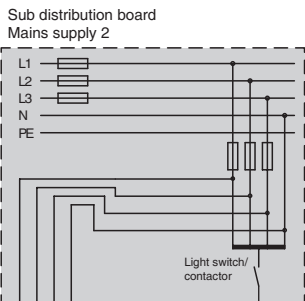 Sub distribution board
Mains supply 2
L1
L2
L3
N
PE
Light switch/
contactor